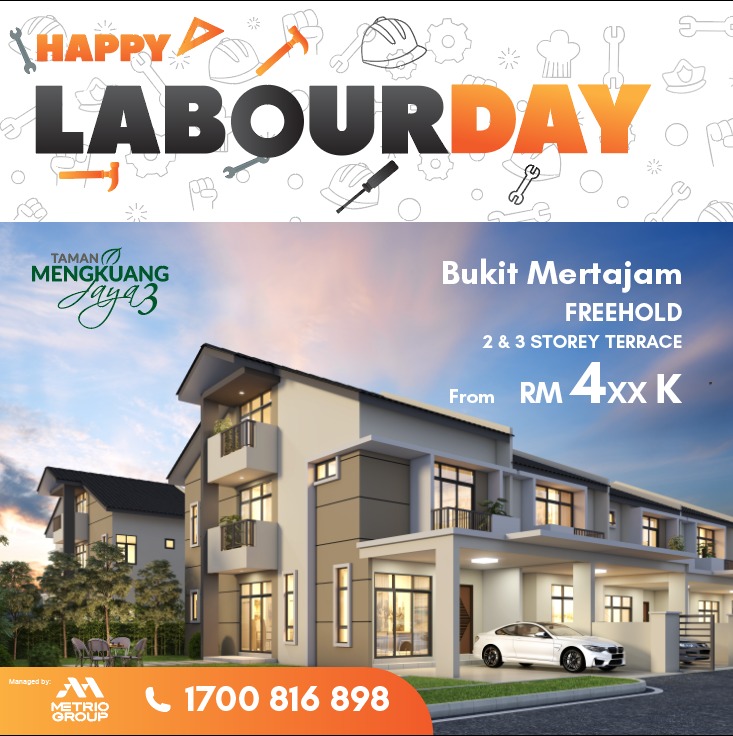 HAPPY
LABOURDAY
TAMAN
MENGKUANG
Jaya 3
Bukit Mertajam
FREEHOLD
2 & 3 STOREY TERRACE
From RM 4XX K
Managed by:
METRIO
GROUP
1700 816 898